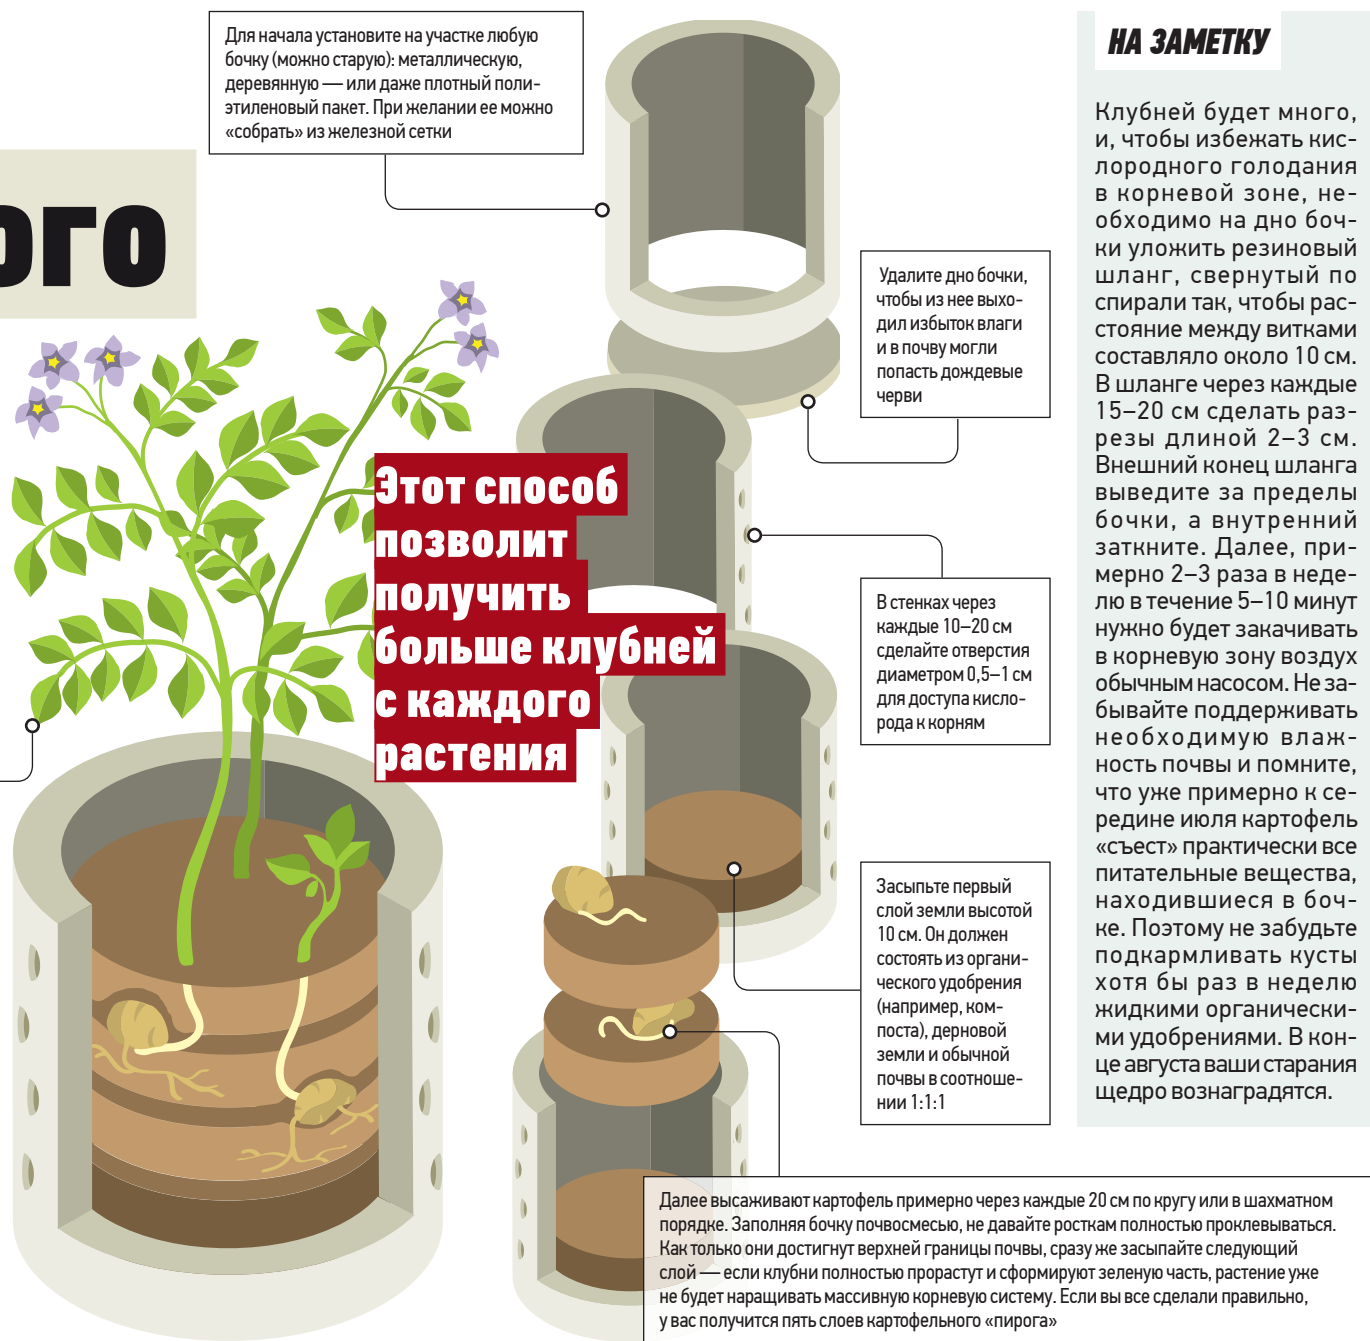 Для начала установите на участке любую
бочку (можно старую): металлическую,
деревянную — или даже плотный поли-
этиленовый пакет. При желании ее можно
«собрать» из железной сетки
ого
Удалите дно бочки,
чтобы из нее выхо-
дил избыток влаги
и в почву могли
попасть дождевые
черви
Этот способ
позволит
получить
больше клубней
с каждого
растения
В стенках через
каждые 10–20 см
сделайте отверстия
диаметром 0,5–1 см
для доступа кисло-
рода к корням
Засыпьте первый
слой земли высотой
10 см. Он должен
состоять из органи-
ческого удобрения
(например, ком-
поста), дерновой
земли и обычной
почвы в соотноше-
нии 1:1:1
Далее высаживают картофель примерно через каждые 20 см по кругу или в шахматном
порядке. Заполняя бочку почвосмесью, не давайте росткам полностью проклевываться.
Как только они достигнут верхней границы почвы, сразу же засыпайте следующий
слой — если клубни полностью прорастут и сформируют зеленую часть, растение уже
не будет наращивать массивную корневую систему. Если вы все сделали правильно,
у вас получится пять слоев картофельного «пирога»
НА ЗАМЕТКУ
Клубней будет много,
и, чтобы избежать кис-
лородного голодания
в корневой зоне, не-
обходимо на дно боч-
ки уложить резиновый
шланг, свернутый по
спирали так, чтобы рас-
стояние между витками
составляло около 10 см.
В шланге через каждые
15–20 см сделать раз-
резы длиной 2–3 см.
Внешний конец шланга
выведите за пределы
бочки, а внутренний
заткните. Далее, при-
мерно 2–3 раза в неде-
лю в течение 5–10 минут
нужно будет закачивать
в корневую зону воздух
обычным насосом. Не за-
бывайте поддерживать
необходимую влаж-
ность почвы и помните,
что уже примерно к се-
редине июля картофель
«съест» практически все
питательные вещества,
находившиеся в боч-
ке. Поэтому не забудьте
подкармливать кусты
хотя бы раз в неделю
жидкими органически-
ми удобрениями. В кон-
це августа ваши старания
щедро вознаградятся.